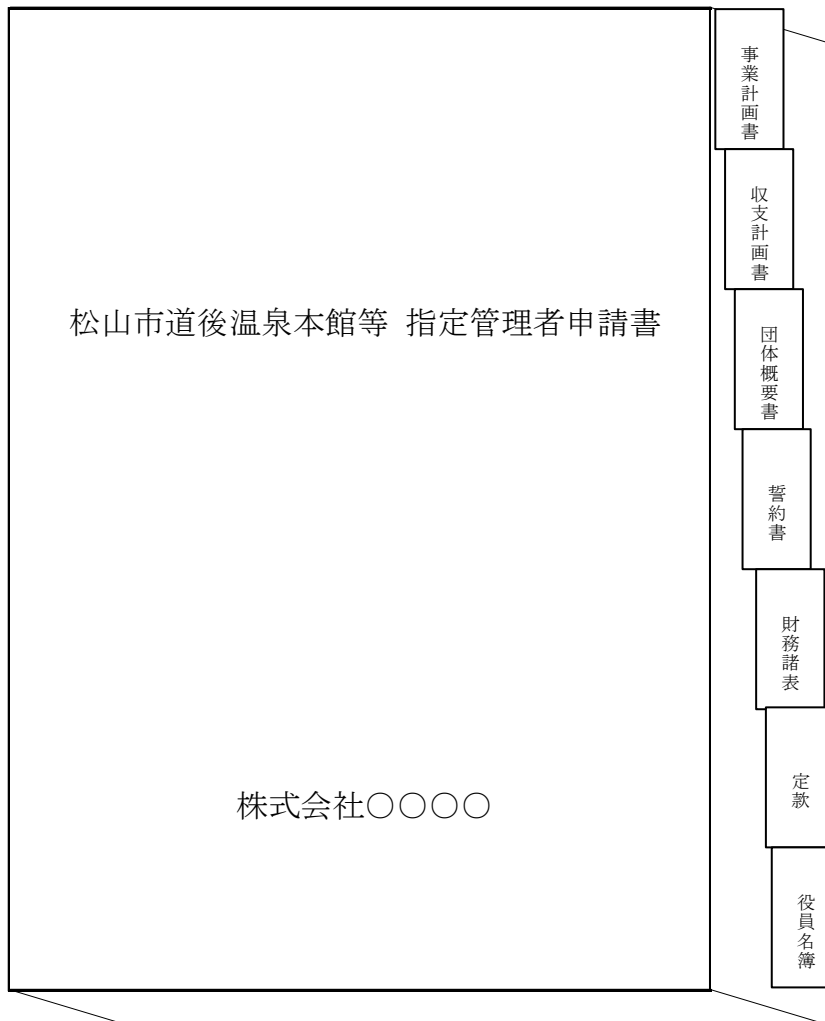 松山市道後温泉本館等 指定管理者申請書
株式会社○○○○
事業計画書
収支計画書
団体概要書
誓約書
財務諸表
定款
役員名簿